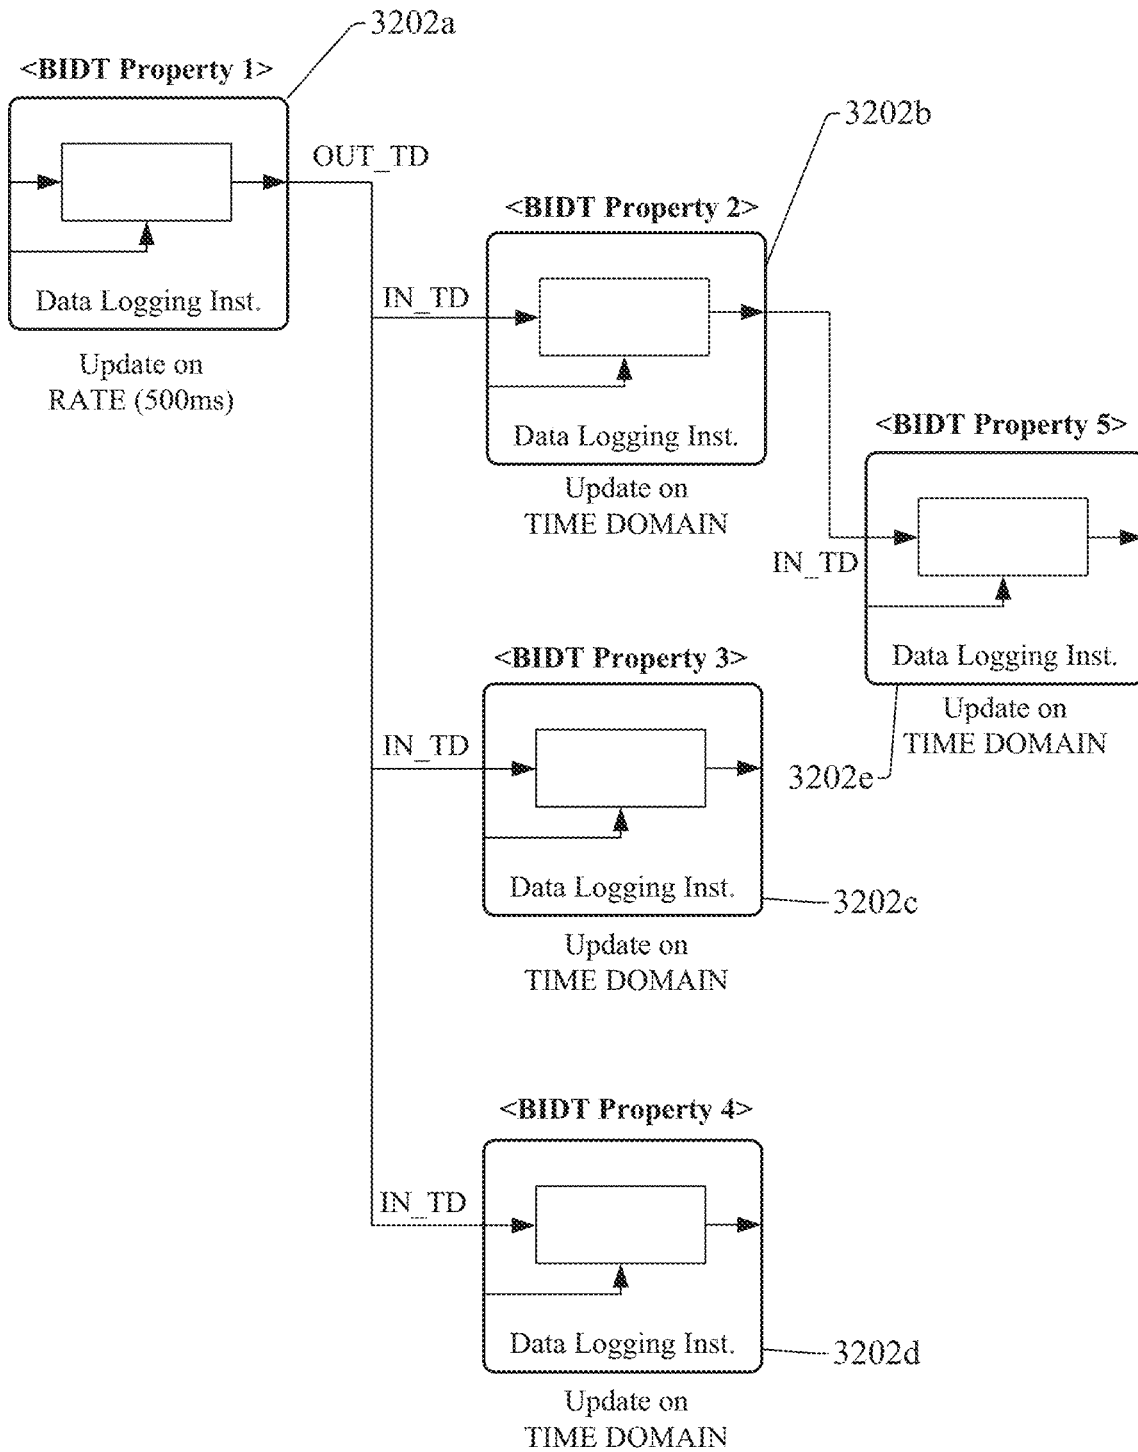 3202a
<BIDT Property 1>
OUT_TD
Data Logging Inst.
Update on
RATE (500ms)
3202b
<BIDT Property 2>
IN_TD
Data Logging Inst.
Update on
TIME DOMAIN
<BIDT Property 5>
IN_TD
Data Logging Inst.
Update on
TIME DOMAIN
3202e
<BIDT Property 3>
IN_TD
Data Logging Inst.
3202c
Update on
TIME DOMAIN
<BIDT Property 4>
IN_TD
Data Logging Inst.
3202d
Update on
TIME DOMAIN